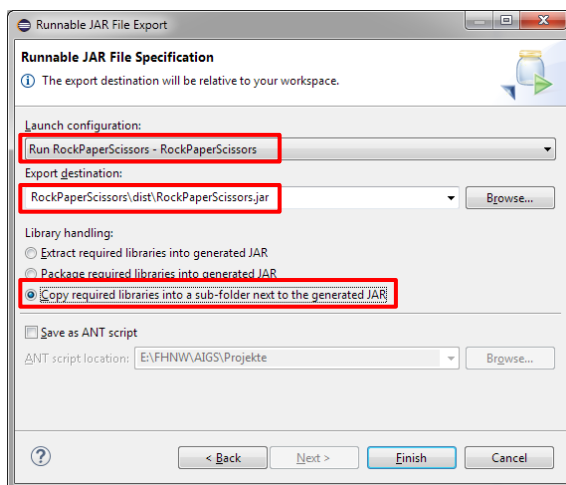 Runnable JAR File Export
Runnable JAR File Specification
The export destination will be relative to your workspace.
Launch configuration:
Run RockPaperScissors - RockPaperScissors
Export destination:
RockPaperScissors\dist\RockPaperScissors.jar
Browse...
Library handling:
Extract required libraries into generated JAR
Package required libraries into generated JAR
Copy required libraries into a sub-folder next to the generated JAR
Save as ANT script
ANT script location: E:\FHNW\AIGS\Projekte
Browse...
? < Back Next > Finish Cancel